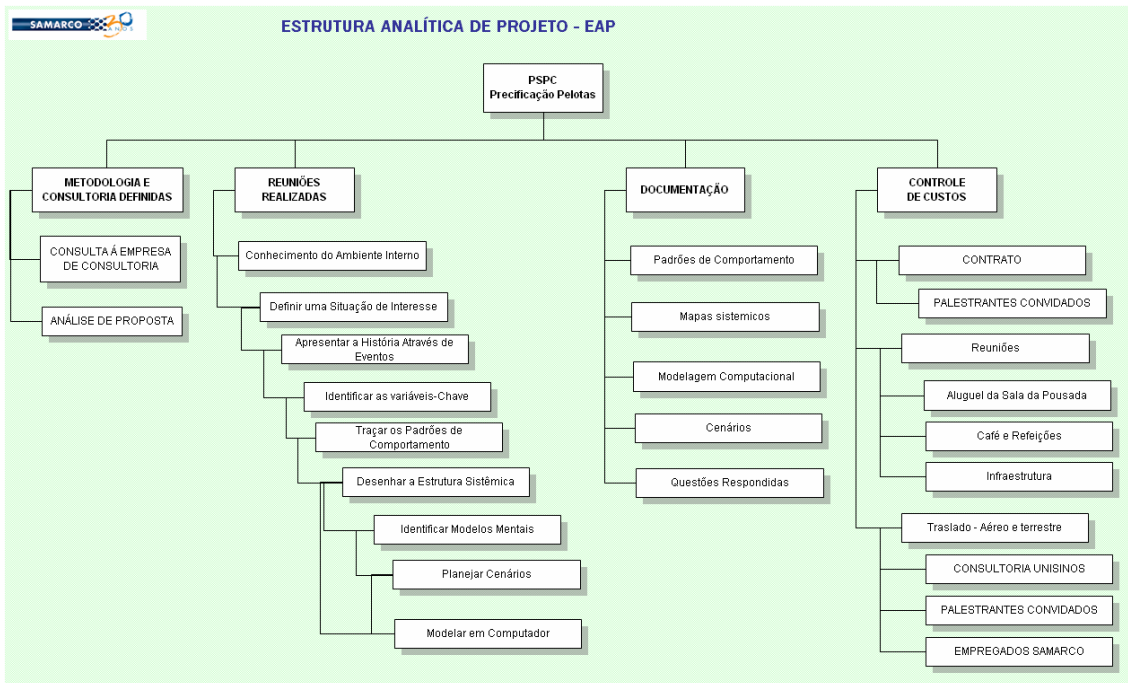 SAMARCO 30
ANOS
ESTRUTURA ANALÍTICA DE PROJETO - EAP
PSPC
Precificação Pelotas
METODOLOGIA E
CONSULTORIA DEFINIDAS
CONSULTA Á EMPRESA
DE CONSULTORIA
ANÁLISE DE PROPOSTA
REUNIÕES
REALIZADAS
Conhecimento do Ambiente Interno
Definir uma Situação de Interesse
Apresentar a História Através de
Eventos
Identificar as variáveis-Chave
Traçar os Padrões de
Comportamento
Desenhar a Estrutura Sistêmica
Identificar Modelos Mentais
Planejar Cenários
Modelar em Computador
DOCUMENTAÇÃO
Padrões de Comportamento
Mapas sistemicos
Modelagem Computacional
Cenários
Questões Respondidas
CONTROLE
DE CUSTOS
CONTRATO
PALESTRANTES CONVIDADOS
Reuniões
Aluguel da Sala da Pousada
Café e Refeições
Infraestrutura
Traslado - Aéreo e terrestre
CONSULTORIA UNISINOS
PALESTRANTES CONVIDADOS
EMPREGADOS SAMARCO